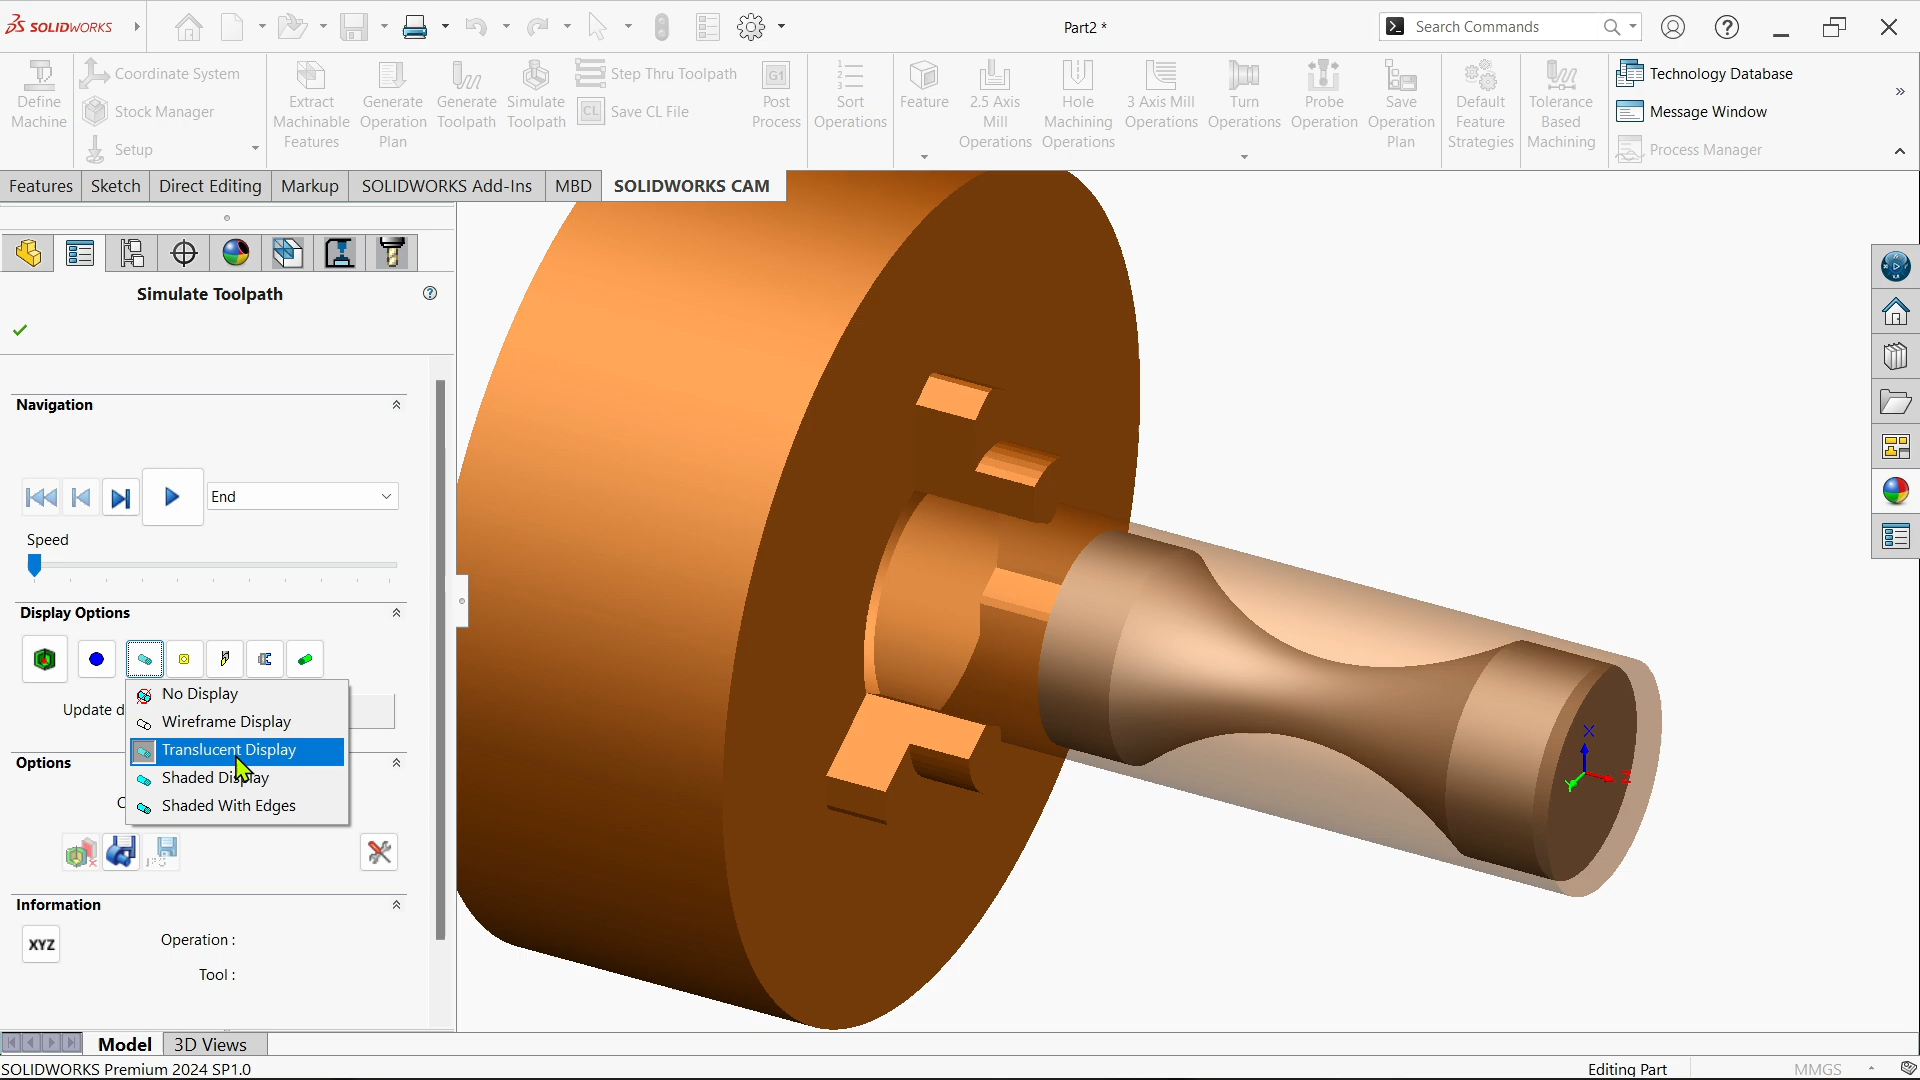 SOLIDWORKS
Part2 *
Search Commands
Define Machine
Coordinate System
Stock Manager
Setup
Extract Machinable Features
Generate Operation Plan
Generate Toolpath
Simulate Toolpath
Step Thru Toolpath
CL Save CL File
G1
Post Process
Sort Operations
Feature
2.5 Axis Mill Operations
Hole Machining Operations
3 Axis Mill Operations
Turn Operations
Probe Operation
Save Operation Plan
Default Feature Strategies
Tolerance Based Machining
Technology Database
Message Window
Process Manager
Features
Sketch
Direct Editing
Markup
SOLIDWORKS Add-Ins
MBD
SOLIDWORKS CAM
Simulate Toolpath
Navigation
End
Speed
Display Options
Update d
No Display
Wireframe Display
Translucent Display
Shaded Display
Shaded With Edges
Options
Information
XYZ
Operation :
Tool :
X
Y
Z
Model
3D Views
SOLIDWORKS Premium 2024 SP1.0
Editing Part
MMGS